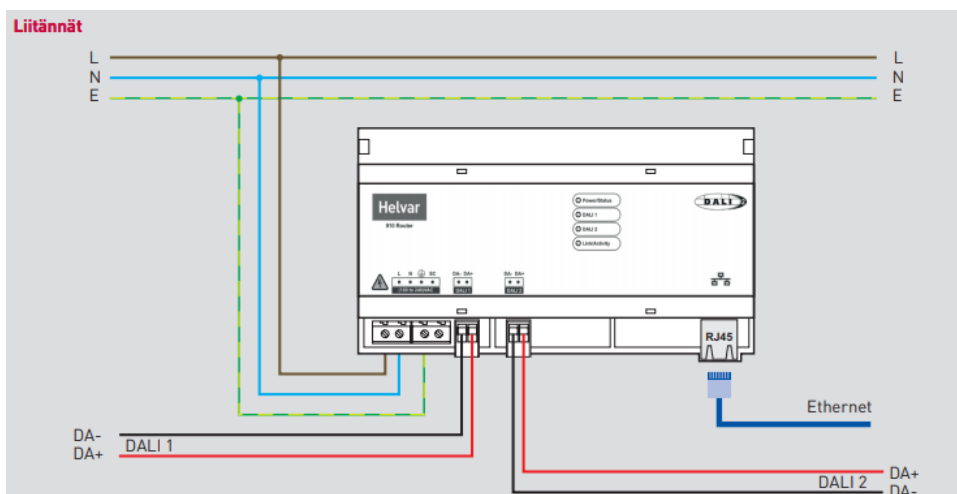 Liitännät
L L
N N
E E
Helvar
910 Router
Power/Status
DALI 1
DALI 2
Link/Activity
DALI
L N SC DA- DA+ DA- DA+
DALI 1 DALI 2
RJ45
Ethernet
DA-
DALI 1
DA+
DA+
DALI 2
DA-